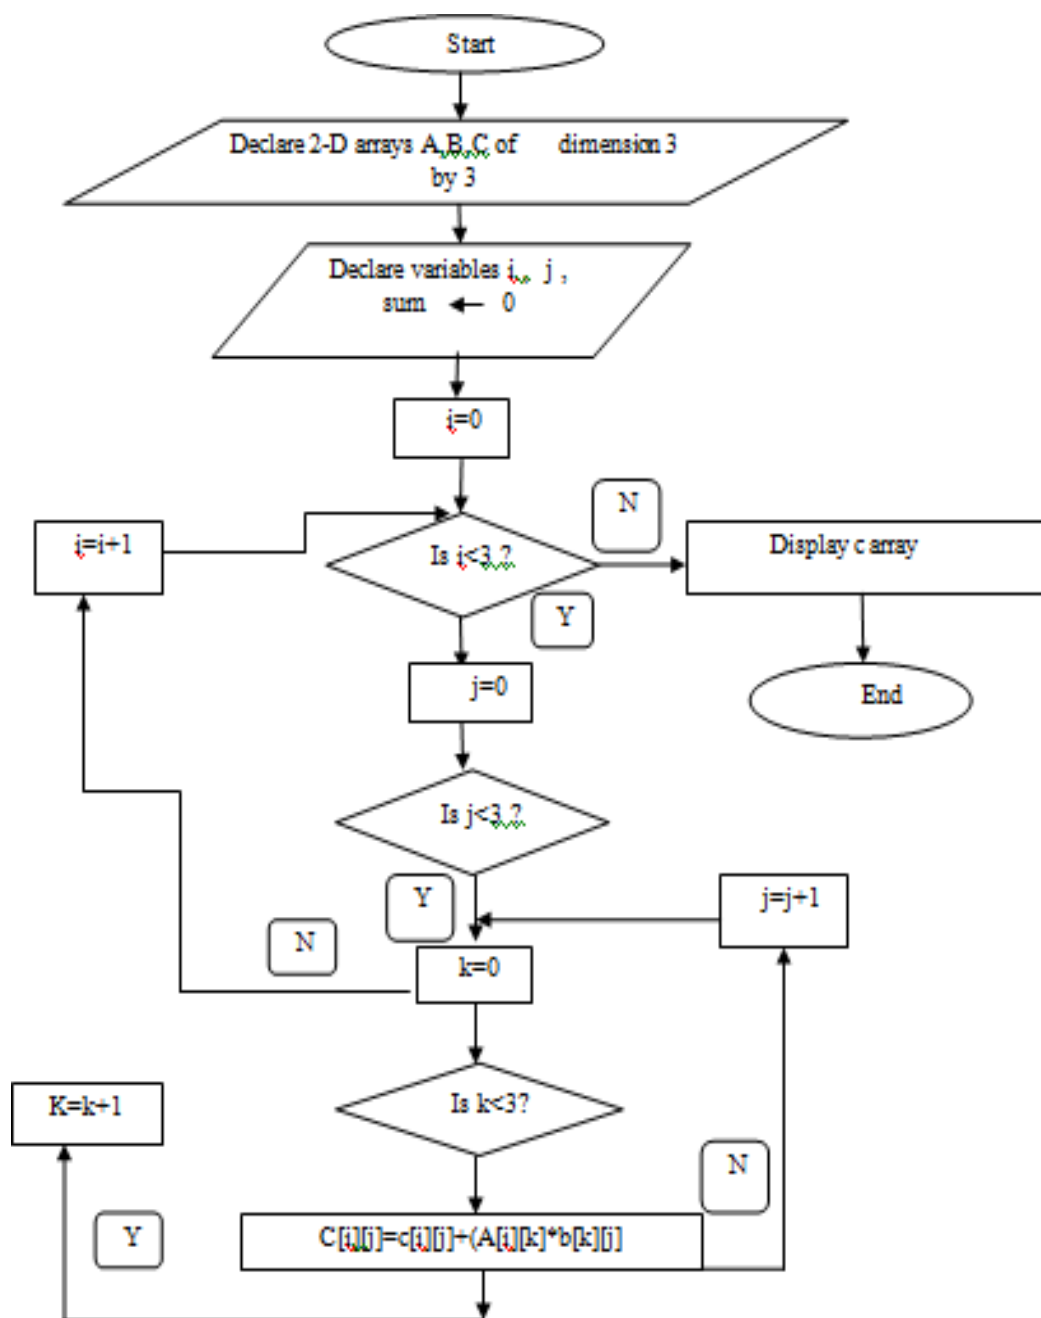 Start
Declare 2-D arrays A,B,C of dimension 3
by 3
Declare variables i, j ,
sum ← 0
i=0
N
i=i+1
Is i<3 ?
Display c array
Y
j=0
End
Is j<3 ?
Y
j=j+1
N
k=0
K=k+1
Is k<3?
N
Y
C[i][j]=c[i][j]+(A[i][k]*b[k][j]